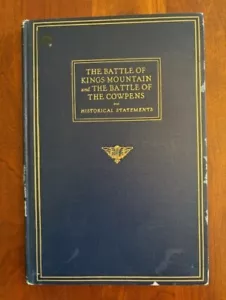 THE BATTLE OF
KINGS MOUNTAIN
and THE BATTLE OF
THE COWPENS
HISTORICAL STATEMENTS